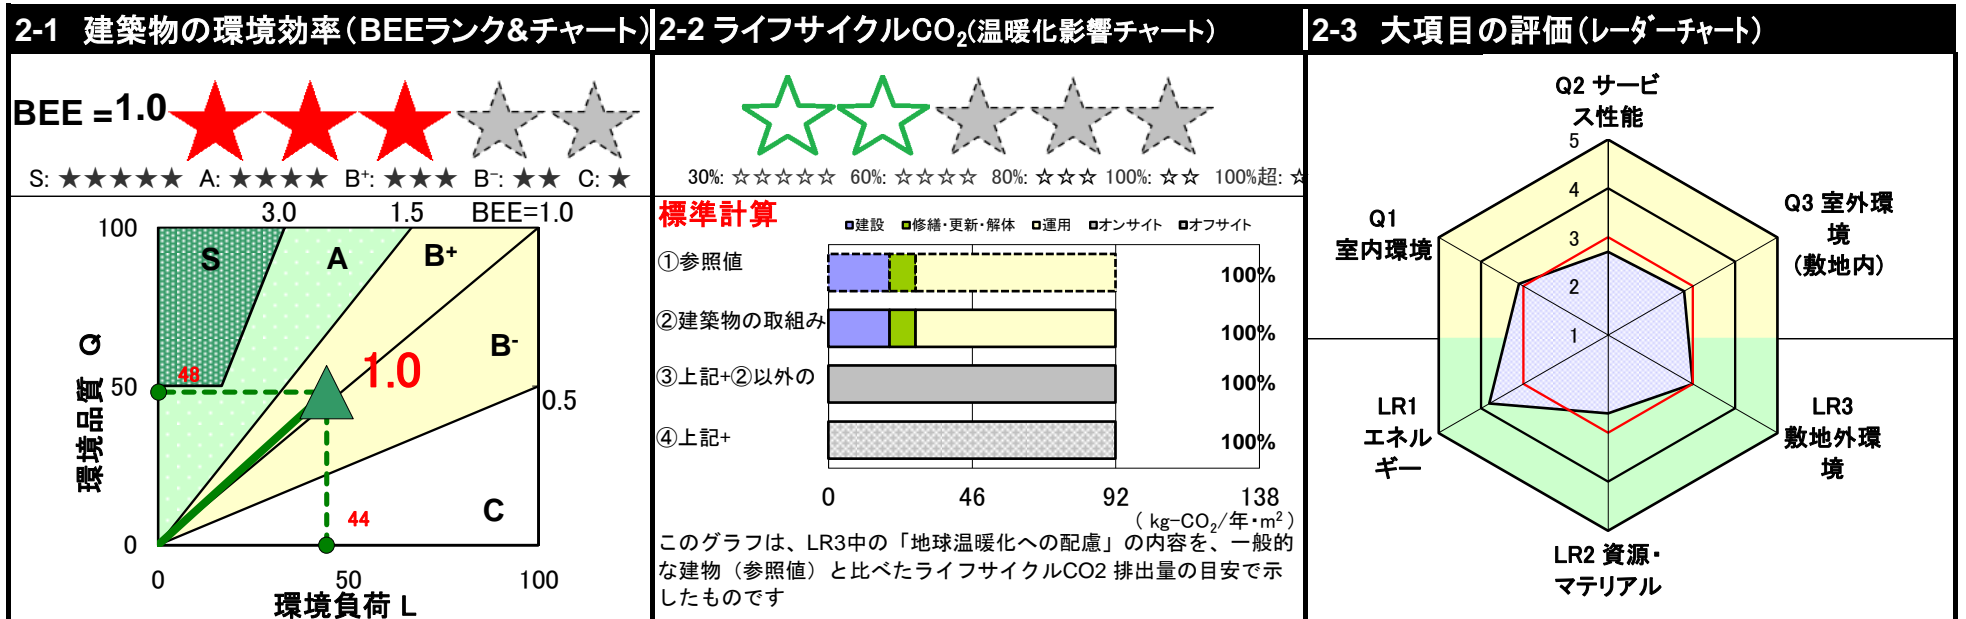 2-1 建築物の環境効率(BEEランク&チャート)
BEE = 1.0
S: ★★★★★ A: ★★★★ B⁺: ★★★ B⁻: ★★ C: ★
3.0 1.5 BEE=1.0
100
S
A
B⁺
B⁻
環境品質 Q
48
1.0
50
0.5
44
C
0
0 50 100
環境負荷 L
2-2 ライフサイクルCO₂(温暖化影響チャート)
30%: ☆☆☆☆☆ 60%: ☆☆☆☆ 80%: ☆☆☆ 100%: ☆☆ 100%超: ☆
標準計算
建設 修繕・更新・解体 運用 オンサイト オフサイト
①参照値 100%
②建築物の取組み 100%
③上記+②以外の 100%
④上記+ 100%
0 46 92 138
(kg-CO₂/年・m²)
このグラフは、LR3中の「地球温暖化への配慮」の内容を、一般的
な建物(参照値)と比べたライフサイクルCO2 排出量の目安で示
したものです
2-3 大項目の評価(レーダーチャート)
Q2 サービ
ス性能
5
4
3
2
1
Q1
室内環境
Q3 室外環
境
(敷地内)
LR1
エネル
ギー
LR3
敷地外環
境
LR2 資源・
マテリアル